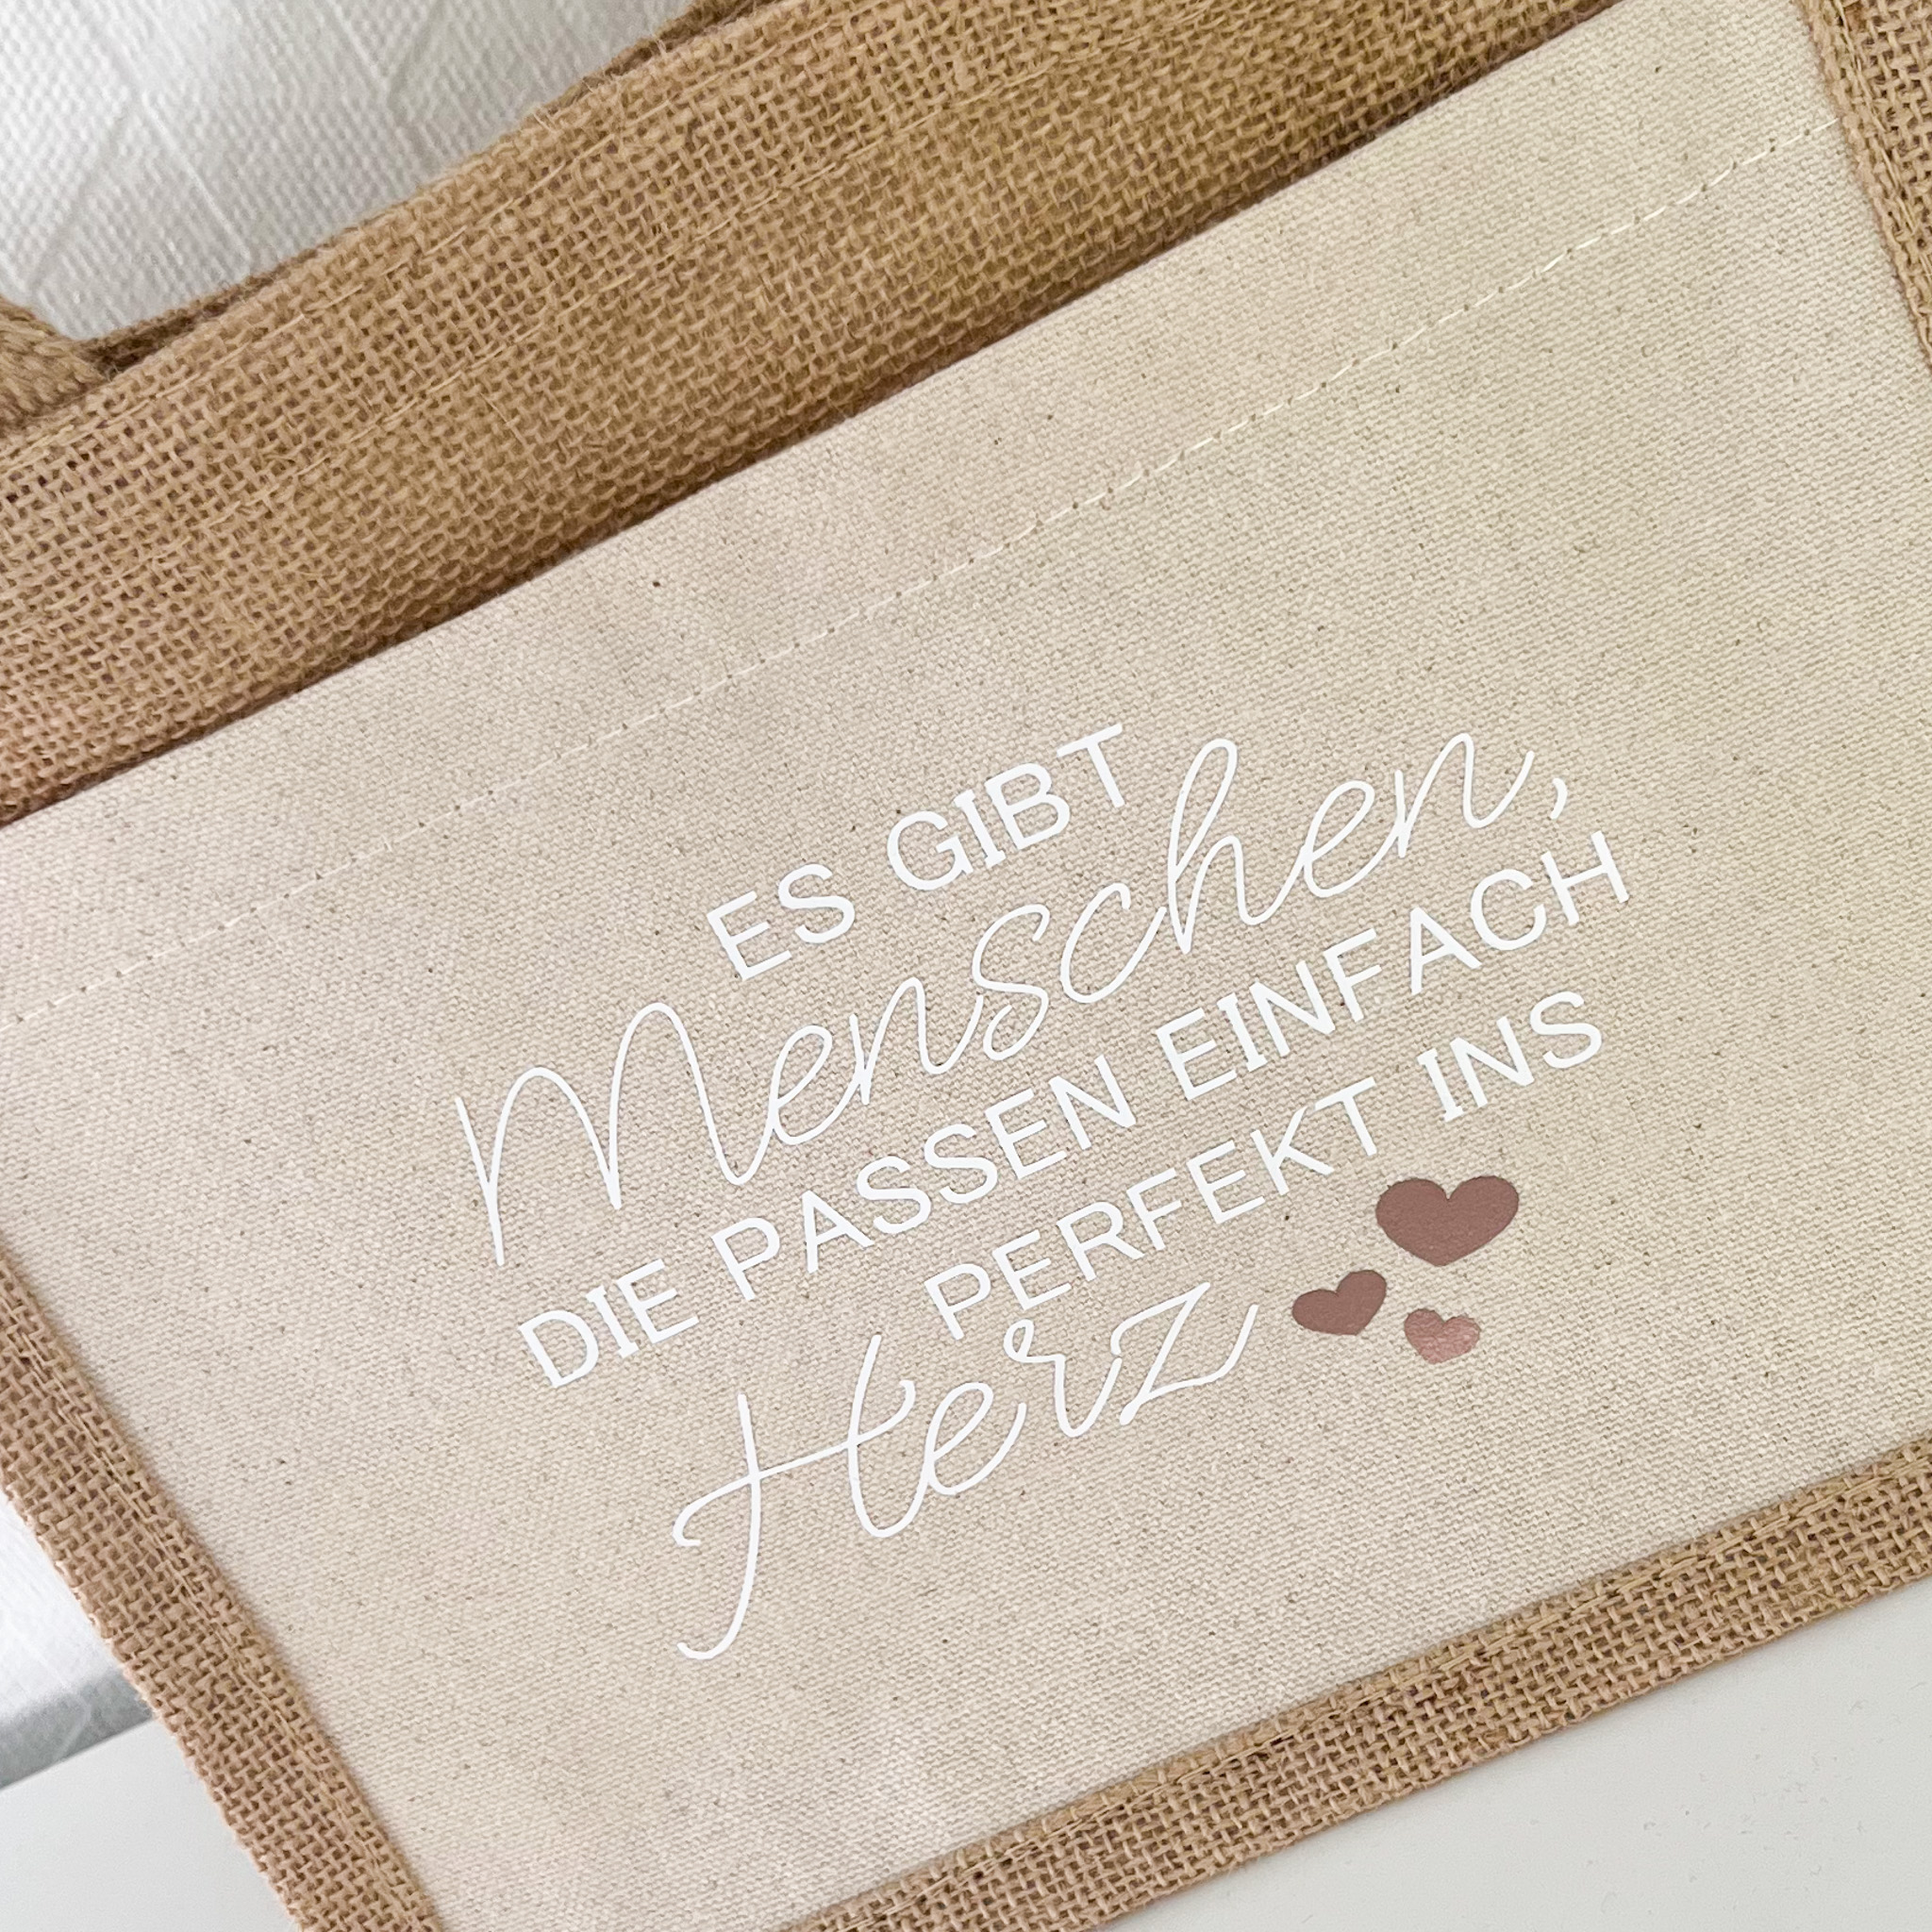 ES GIBT
Menschen,
DIE PASSEN EINFACH
PERFEKT INS
Herz